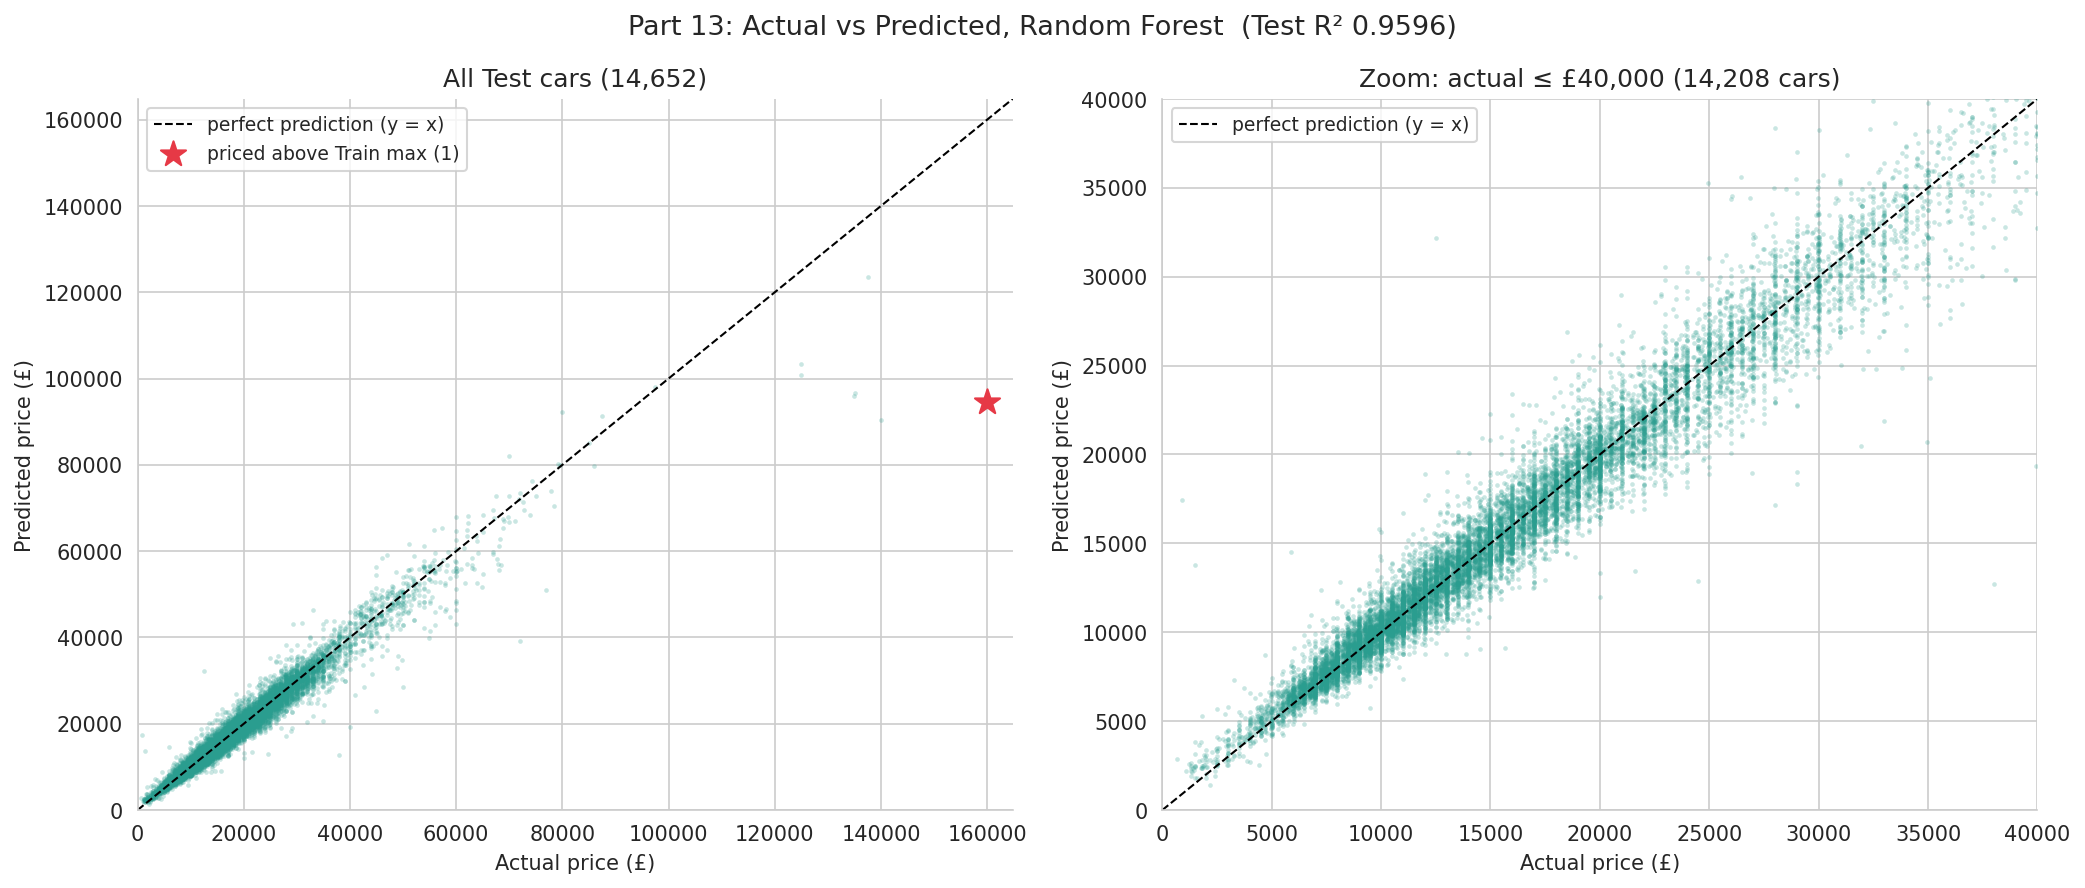 Part 13: Actual vs Predicted, Random Forest  (Test R² 0.9596)
All Test cars (14,652)
perfect prediction (y = x)
priced above Train max (1)
160000
140000
120000
100000
80000
60000
40000
20000
0
Predicted price (£)
0 20000 40000 60000 80000 100000 120000 140000 160000
Actual price (£)
Zoom: actual ≤ £40,000 (14,208 cars)
perfect prediction (y = x)
40000
35000
30000
25000
20000
15000
10000
5000
0
Predicted price (£)
0 5000 10000 15000 20000 25000 30000 35000 40000
Actual price (£)